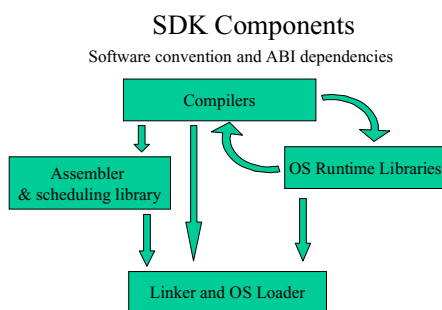 SDK Components
Software convention and ABI dependencies
Compilers
Assembler
& scheduling library
OS Runtime Libraries
Linker and OS Loader